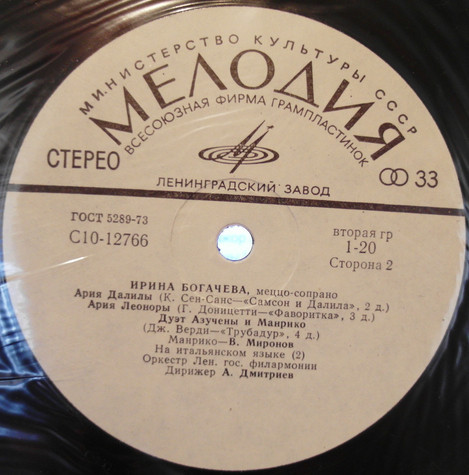 МИНИСТЕРСТВО КУЛЬТУРЫ СССР
МЕЛОДИЯ
ВСЕСОЮЗНАЯ ФИРМА ГРАМПЛАСТИНОК
СТЕРЕО
33
ЛЕНИНГРАДСКИЙ ЗАВОД
ГОСТ 5289-73
С10-12766
вторая гр
1-20
Сторона 2
ИРИНА БОГАЧЕВА, меццо-сопрано
Ария Далилы (К. Сен-Санс—«Самсон и Далила», 2 д.)
Ария Леоноры (Г. Доницетти—«Фаворитка», 3 д.)
Дуэт Азучены и Манрико
(Дж. Верди—«Трубадур», 4 д.)
Манрико—В. Миронов
На итальянском языке (2)
Оркестр Лен. гос. филармонии
Дирижер А. Дмитриев